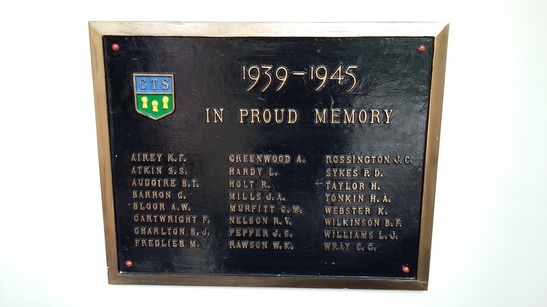 CTS
1939-1945
IN PROUD MEMORY
AIREY K.F.
ATKIN S.S.
AUDOIRE H.T.
BARRON G.
BLOOR A.W.
CARTWRIGHT F.
CHARLTON B.J.
FREDLIEB M.
GREENWOOD A.
HARDY L.
HOLT R.
MILLS J.A.
MURFITT C.M.
NELSON R.V.
PEPPER J.S.
RAWSON W.K.
ROSSINGTON J.C.
SYKES P.D.
TAYLOR H.
TONKIN H.A.
WEBSTER K.
WILKINSON B.F.
WILLIAMS L.J.
WRAY C.G.